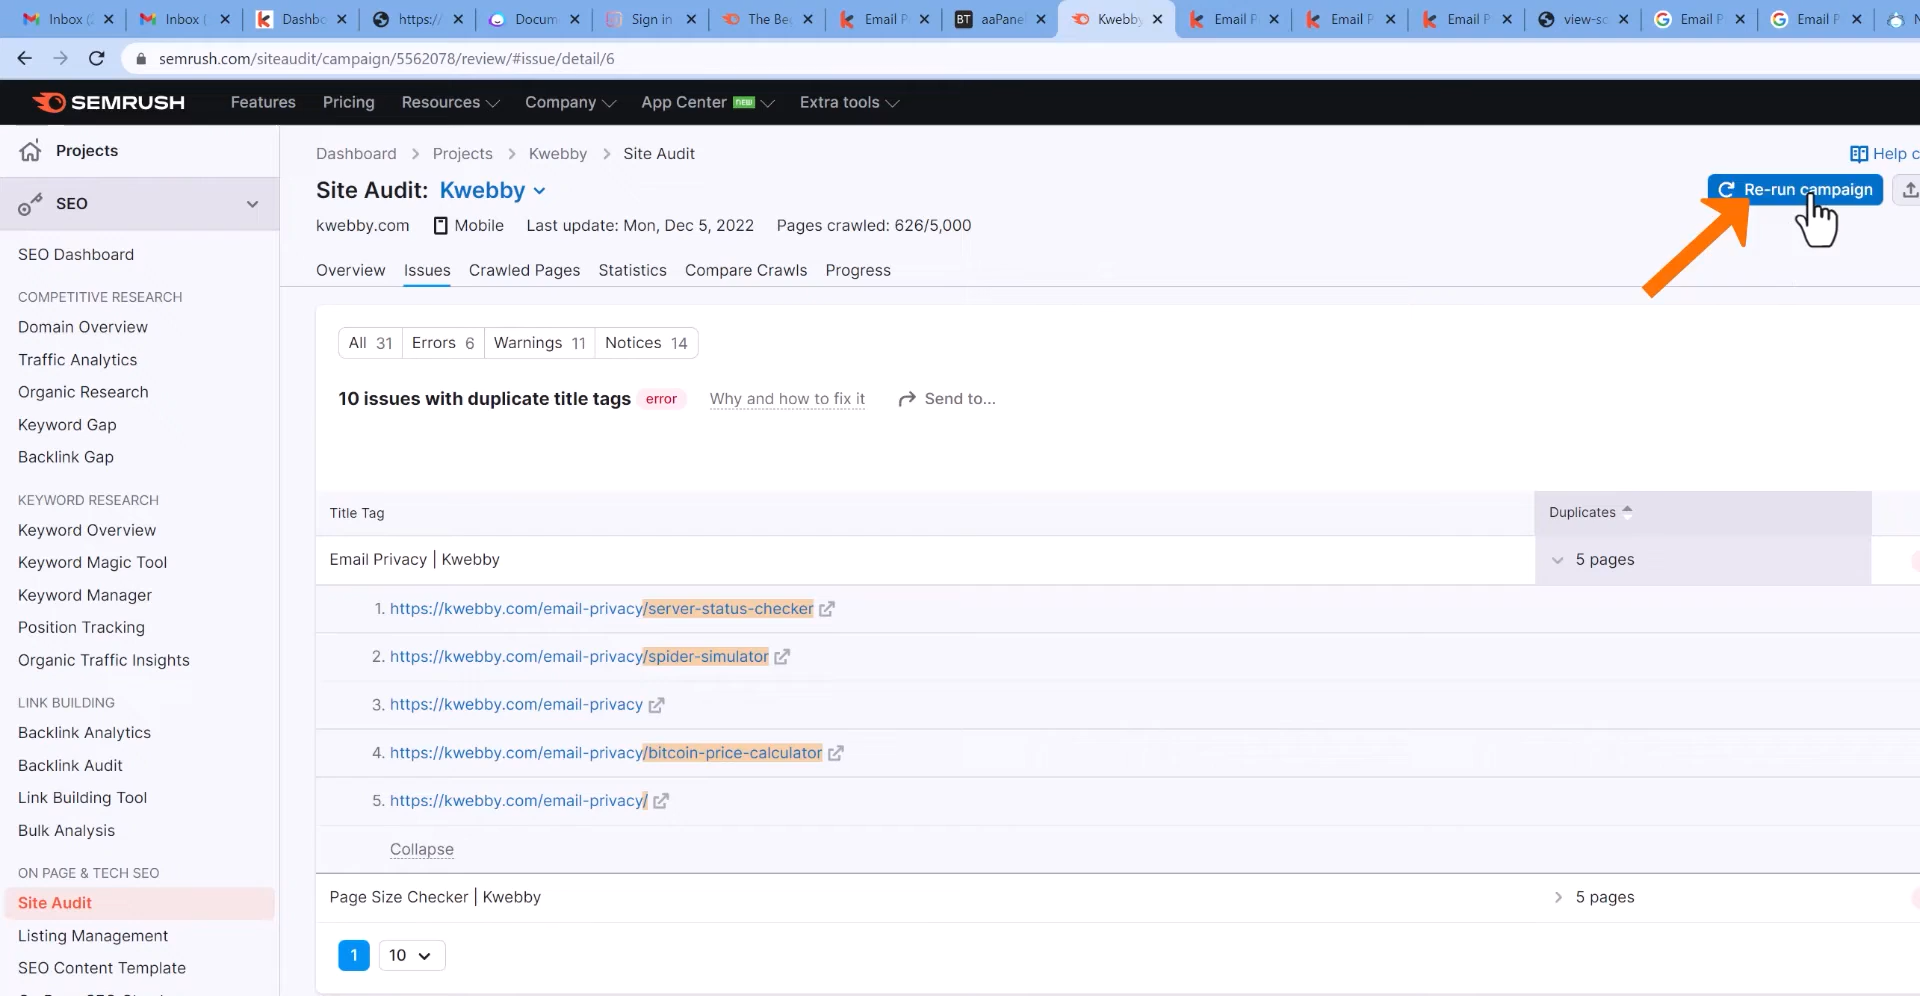 Inbox (2
Inbox (
Dashbo
https:/
Docum
Sign in
The Be
Email P
aaPane
Kwebby
Email P
Email P
Email P
view-so
Email P
Email P
semrush.com/siteaudit/campaign/5562078/review/#issue/detail/6
SEMRUSH
Features
Pricing
Resources
Company
App Center NEW
Extra tools
Projects
SEO
SEO Dashboard
COMPETITIVE RESEARCH
Domain Overview
Traffic Analytics
Organic Research
Keyword Gap
Backlink Gap
KEYWORD RESEARCH
Keyword Overview
Keyword Magic Tool
Keyword Manager
Position Tracking
Organic Traffic Insights
LINK BUILDING
Backlink Analytics
Backlink Audit
Link Building Tool
Bulk Analysis
ON PAGE & TECH SEO
Site Audit
Listing Management
SEO Content Template
Dashboard > Projects > Kwebby > Site Audit
Help c
Site Audit: Kwebby
Re-run campaign
kwebby.com Mobile Last update: Mon, Dec 5, 2022 Pages crawled: 626/5,000
Overview Issues Crawled Pages Statistics Compare Crawls Progress
All 31 Errors 6 Warnings 11 Notices 14
10 issues with duplicate title tags error Why and how to fix it Send to...
Title Tag Duplicates
Email Privacy | Kwebby 5 pages
1. https://kwebby.com/email-privacy/server-status-checker
2. https://kwebby.com/email-privacy/spider-simulator
3. https://kwebby.com/email-privacy
4. https://kwebby.com/email-privacy/bitcoin-price-calculator
5. https://kwebby.com/email-privacy/
Collapse
Page Size Checker | Kwebby 5 pages
1 10